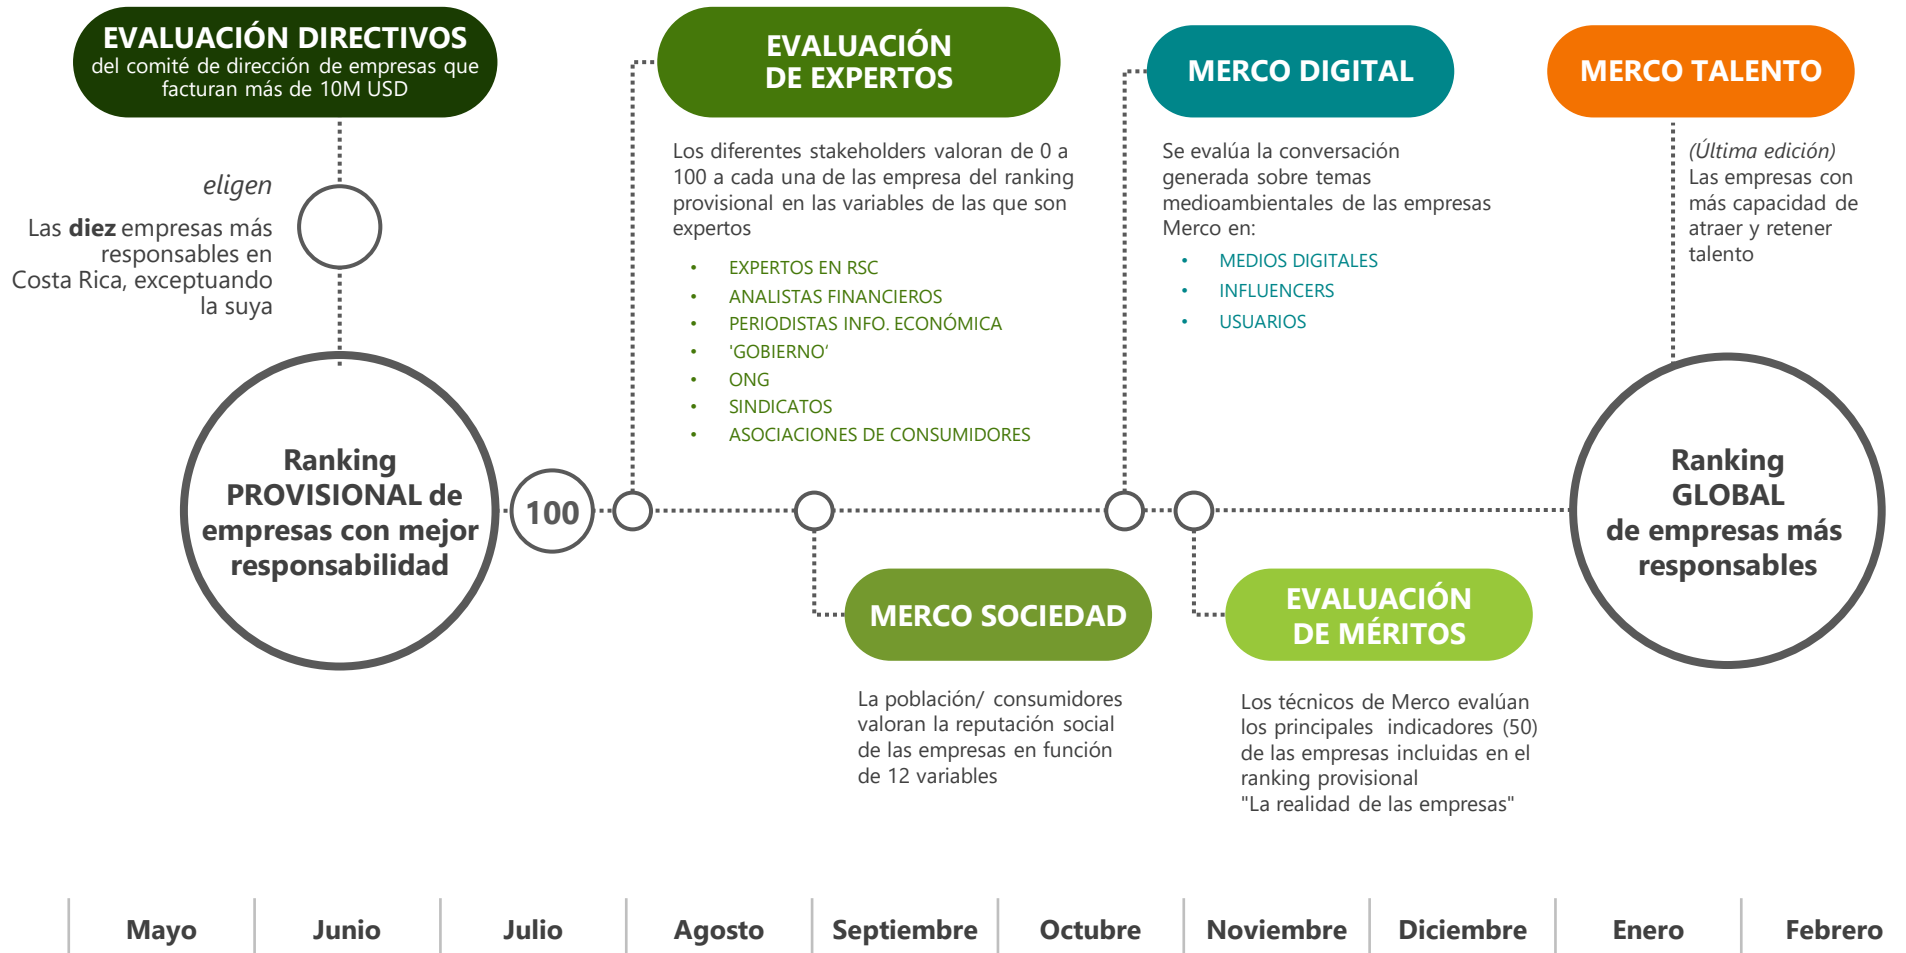 EVALUACIÓN DIRECTIVOS
del comité de dirección de empresas que
facturan más de 10M USD
eligen
Las diez empresas más
responsables en
Costa Rica, exceptuando
la suya
Ranking
PROVISIONAL de
empresas con mejor
responsabilidad
100
EVALUACIÓN
DE EXPERTOS
Los diferentes stakeholders valoran de 0 a
100 a cada una de las empresa del ranking
provisional en las variables de las que son
expertos
• EXPERTOS EN RSC
• ANALISTAS FINANCIEROS
• PERIODISTAS INFO. ECONÓMICA
• 'GOBIERNO’
• ONG
• SINDICATOS
• ASOCIACIONES DE CONSUMIDORES
MERCO SOCIEDAD
La población/ consumidores
valoran la reputación social
de las empresas en función
de 12 variables
MERCO DIGITAL
Se evalúa la conversación
generada sobre temas
medioambientales de las empresas
Merco en:
• MEDIOS DIGITALES
• INFLUENCERS
• USUARIOS
EVALUACIÓN
DE MÉRITOS
Los técnicos de Merco evalúan
los principales indicadores (50)
de las empresas incluidas en el
ranking provisional
"La realidad de las empresas"
MERCO TALENTO
(Última edición)
Las empresas con
más capacidad de
atraer y retener
talento
Ranking
GLOBAL
de empresas más
responsables
Mayo
Junio
Julio
Agosto
Septiembre
Octubre
Noviembre
Diciembre
Enero
Febrero